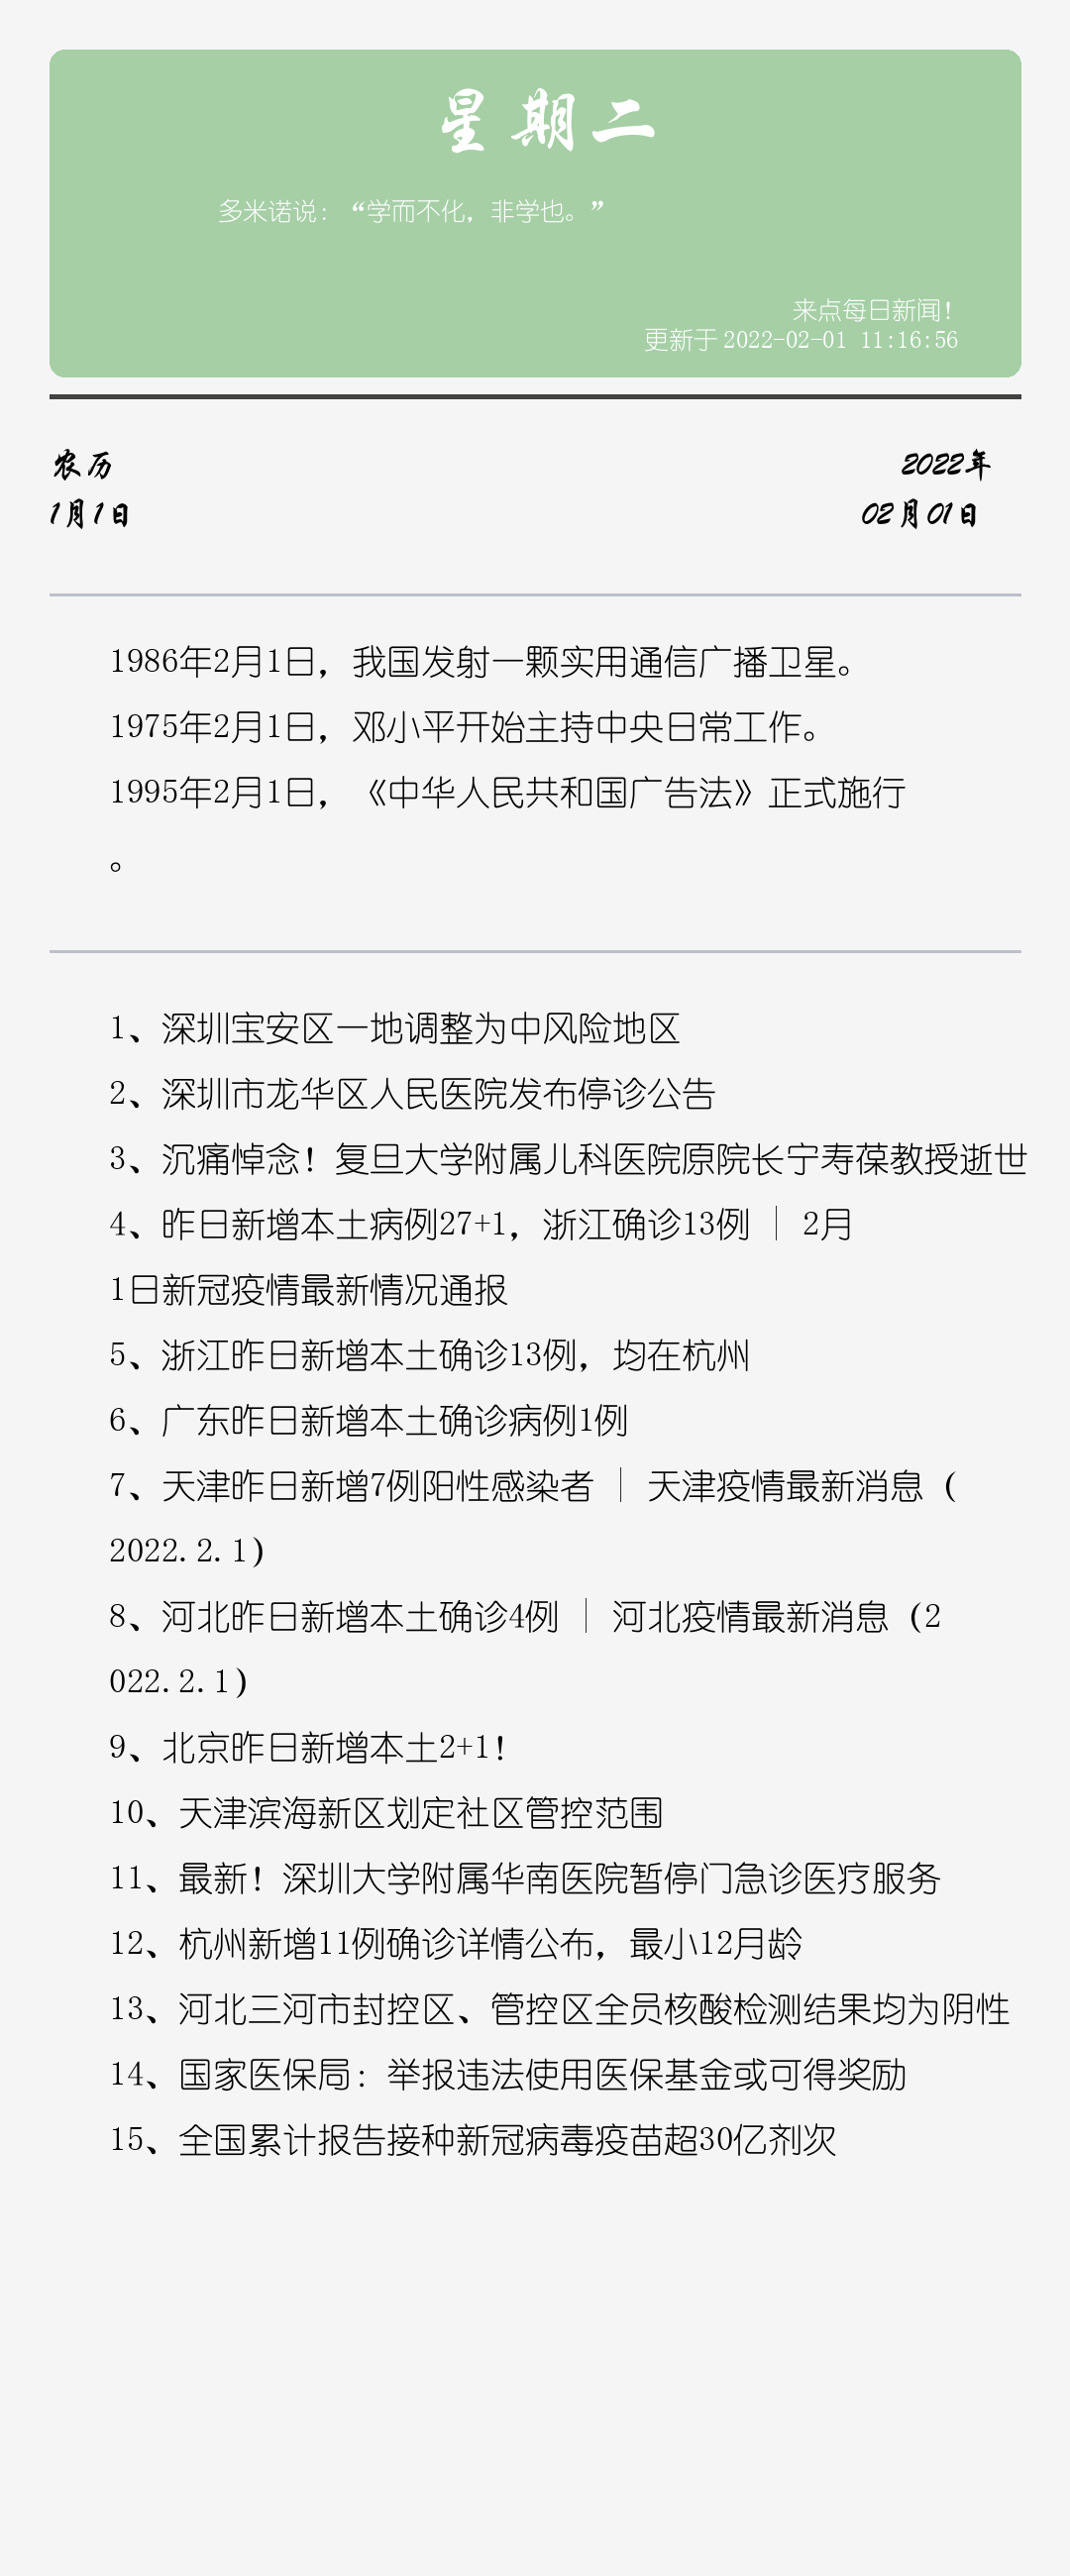 星期二
多米诺说：“学而不化，非学也。”
来点每日新闻！
更新于 2022-02-01 11:16:56
农历
2022年
1月1日
02月01日
1986年2月1日，我国发射一颗实用通信广播卫星。
1975年2月1日，邓小平开始主持中央日常工作。
1995年2月1日，《中华人民共和国广告法》正式施行
。
1、深圳宝安区一地调整为中风险地区
2、深圳市龙华区人民医院发布停诊公告
3、沉痛悼念！复旦大学附属儿科医院原院长宁寿葆教授逝世
4、昨日新增本土病例27+1，浙江确诊13例 | 2月
1日新冠疫情最新情况通报
5、浙江昨日新增本土确诊13例，均在杭州
6、广东昨日新增本土确诊病例1例
7、天津昨日新增7例阳性感染者 | 天津疫情最新消息（
2022.2.1）
8、河北昨日新增本土确诊4例 | 河北疫情最新消息（2
022.2.1）
9、北京昨日新增本土2+1！
10、天津滨海新区划定社区管控范围
11、最新！深圳大学附属华南医院暂停门急诊医疗服务
12、杭州新增11例确诊详情公布，最小12月龄
13、河北三河市封控区、管控区全员核酸检测结果均为阴性
14、国家医保局：举报违法使用医保基金或可得奖励
15、全国累计报告接种新冠病毒疫苗超30亿剂次